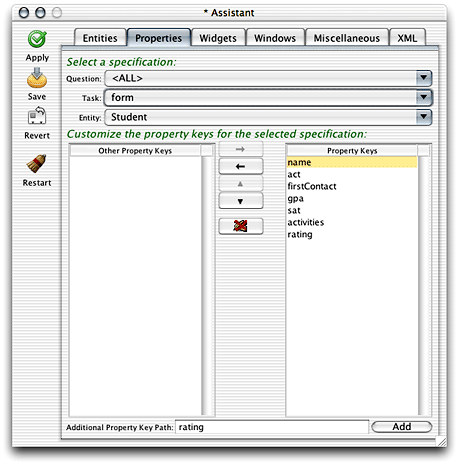 * Assistant
Apply
Save
Revert
Restart
Entities Properties Widgets Windows Miscellaneous XML
Select a specification:
Question: <ALL>
Task: form
Entity: Student
Customize the property keys for the selected specification:
Other Property Keys
Property Keys
name
act
firstContact
gpa
sat
activities
rating
Additional Property Key Path: rating Add